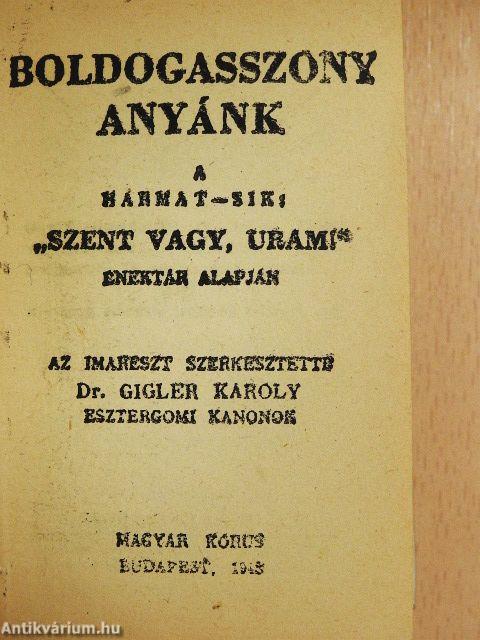 BOLDOGASSZONY
ANYÁNK
A
HARMAT-SIK:
„SZENT VAGY, URAM!"
ÉNEKTÁR ALAPJÁN
AZ IMARÉSZT SZERKESZTETTE
Dr. GIGLER KÁROLY
ESZTERGOMI KANONOK
MAGYAR KÓRUS
BUDAPEST, 1948
Antikvárium.hu